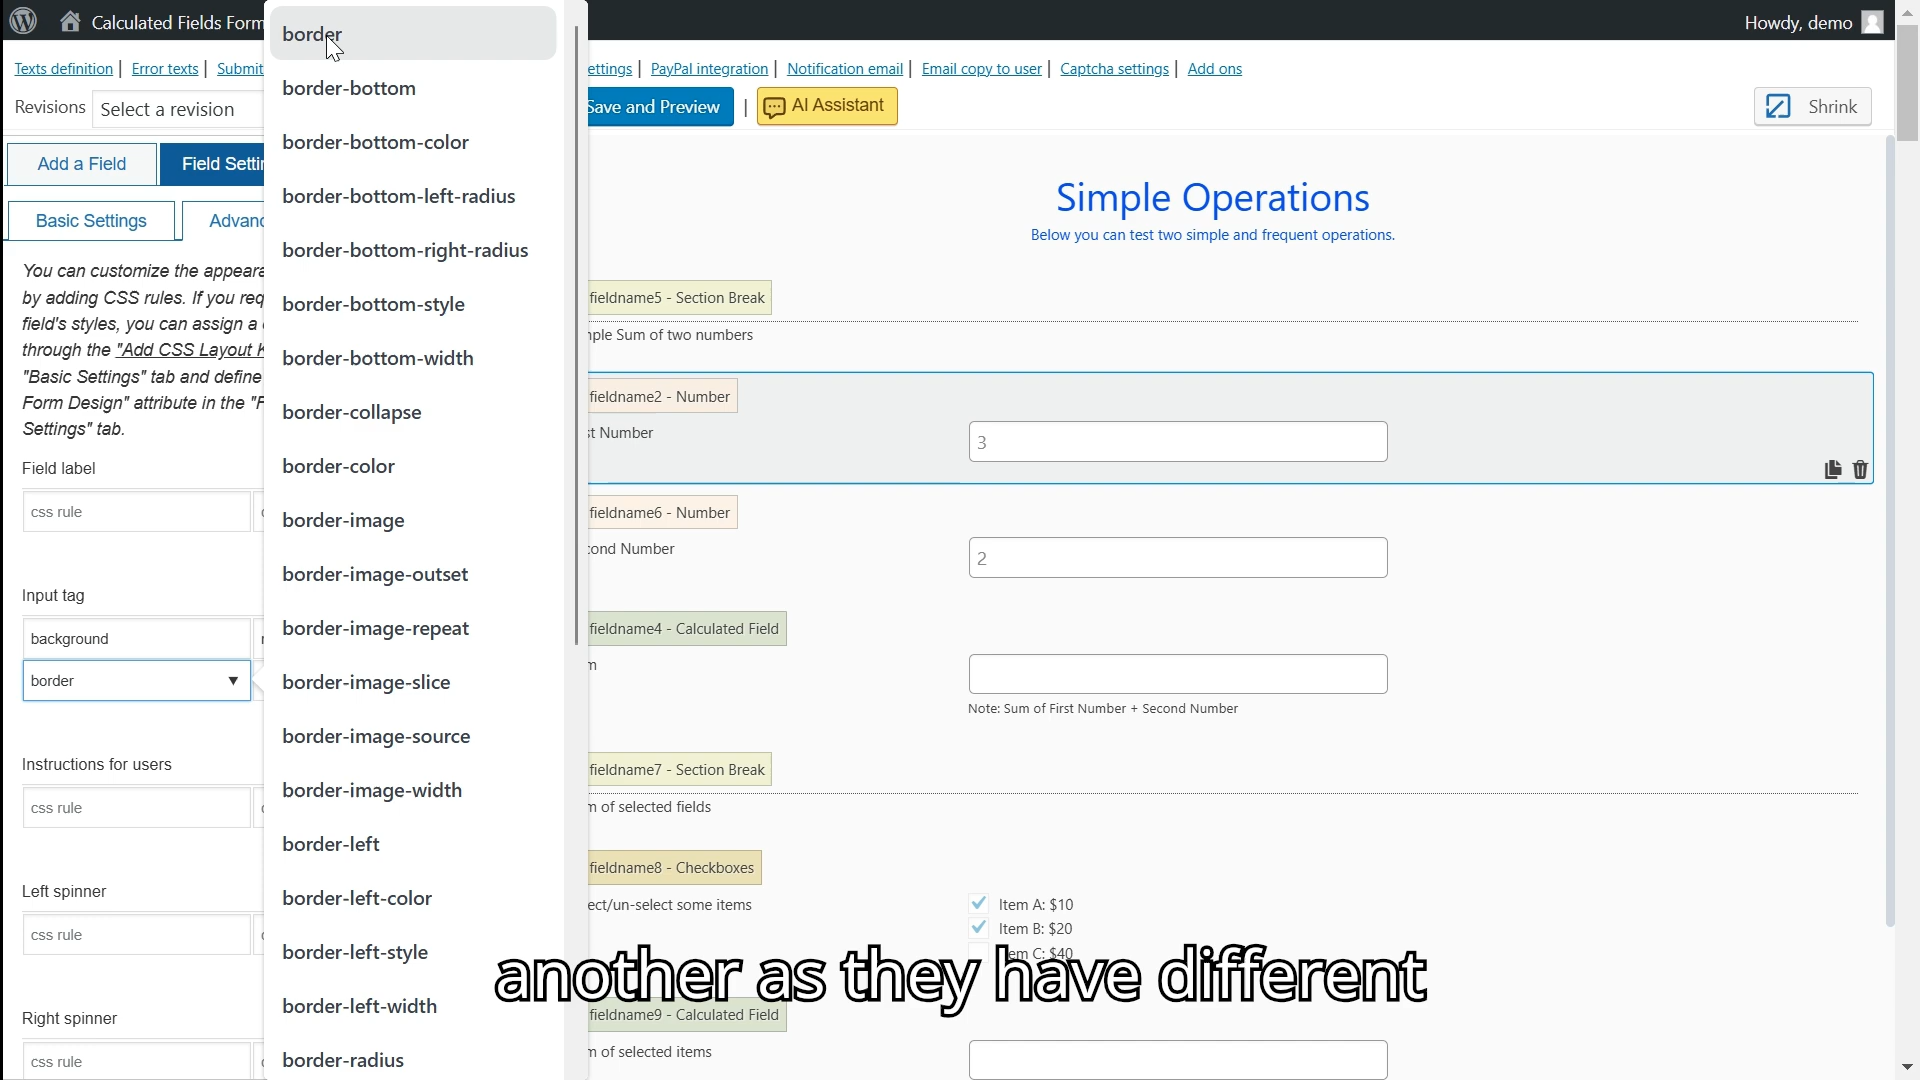 Calculated Fields Form
Howdy, demo
Texts definition | Error texts | Submit
ettings | PayPal integration | Notification email | Email copy to user | Captcha settings | Add ons
Revisions
Select a revision
Save and Preview
|
AI Assistant
Shrink
Add a Field
Field Settin
Basic Settings
Advanc
You can customize the appeara
by adding CSS rules. If you req
field's styles, you can assign a
through the "Add CSS Layout K
"Basic Settings" tab and define
Form Design" attribute in the "F
Settings" tab.
Field label
css rule
Input tag
background
border
Instructions for users
css rule
Left spinner
css rule
Right spinner
css rule
border
border-bottom
border-bottom-color
border-bottom-left-radius
border-bottom-right-radius
border-bottom-style
border-bottom-width
border-collapse
border-color
border-image
border-image-outset
border-image-repeat
border-image-slice
border-image-source
border-image-width
border-left
border-left-color
border-left-style
border-left-width
border-radius
Simple Operations
Below you can test two simple and frequent operations.
fieldname5 - Section Break
mple Sum of two numbers
fieldname2 - Number
st Number
3
fieldname6 - Number
cond Number
2
fieldname4 - Calculated Field
m
Note: Sum of First Number + Second Number
fieldname7 - Section Break
m of selected fields
fieldname8 - Checkboxes
ect/un-select some items
Item A: $10
Item B: $20
em C: $40
another as they have different
fieldname9 - Calculated Field
m of selected items